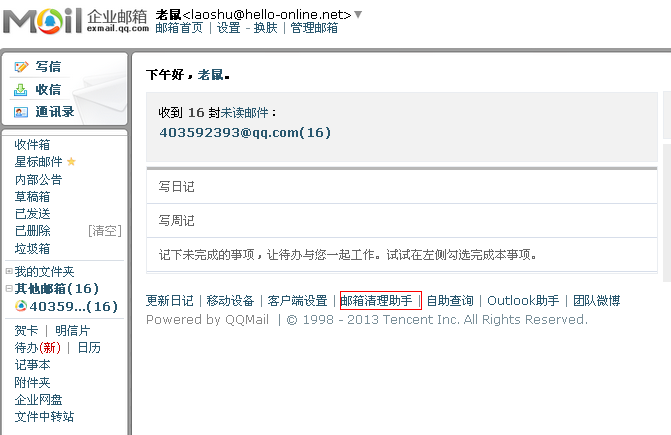 Mail 企业邮箱
exmail.qq.com
老鼠<laoshu@hello-online.net>
邮箱首页 | 设置 - 换肤 | 管理邮箱
写信
收信
通讯录
收件箱
星标邮件
内部公告
草稿箱
已发送
已删除 [清空]
垃圾箱
我的文件夹
其他邮箱(16)
40359...(16)
贺卡 | 明信片
待办(新) | 日历
记事本
附件夹
企业网盘
文件中转站
下午好，老鼠。
收到 16 封未读邮件：
403592393@qq.com(16)
写日记
写周记
记下未完成的事项，让待办与您一起工作。试试在左侧勾选完成本事项。
更新日记 | 移动设备 | 客户端设置 | 邮箱清理助手 | 自助查询 | Outlook助手 | 团队微博
Powered by QQMail | © 1998 - 2013 Tencent Inc. All Rights Reserved.